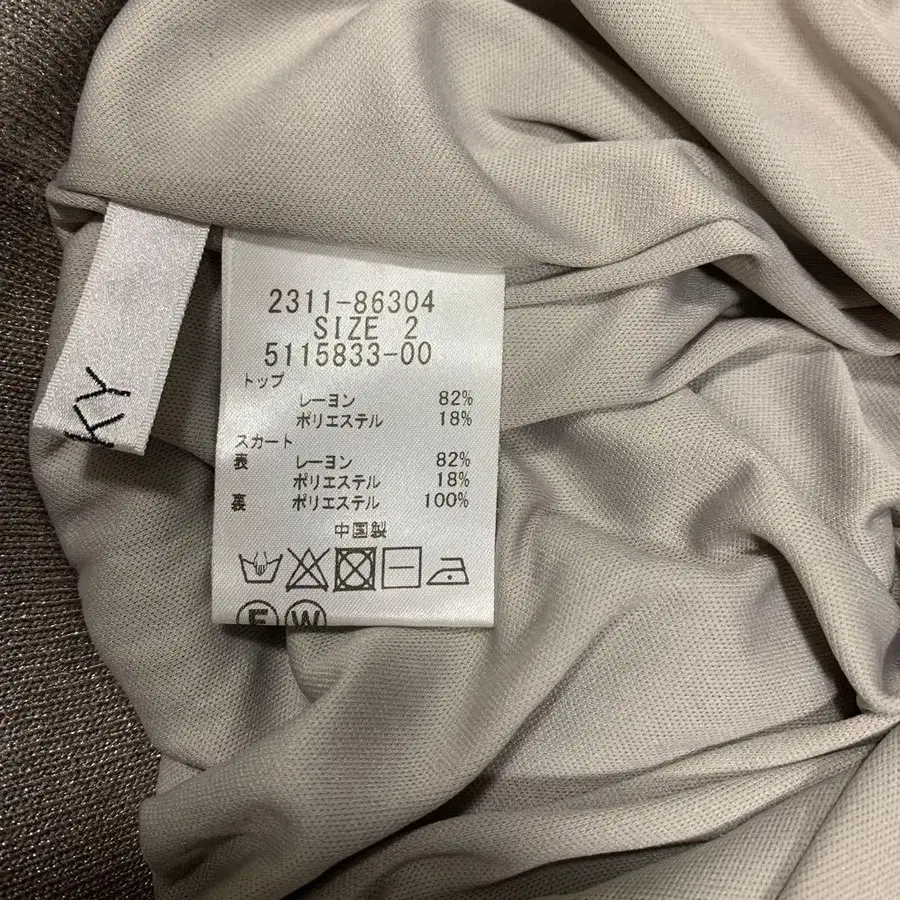 KY
2311-86304
SIZE 2
5115833-00
トップ
レーヨン 82%
ポリエステル 18%
スカート
表 レーヨン 82%
ポリエステル 18%
裏 ポリエステル 100%
中国製
W